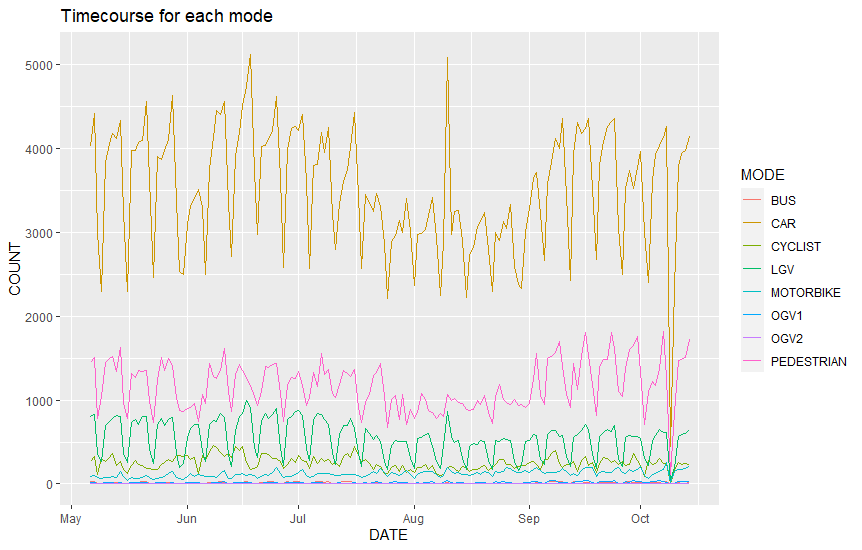 Timecourse for each mode
COUNT
5000
4000
3000
2000
1000
0
May
Jun
Jul
Aug
Sep
Oct
DATE
MODE
BUS
CAR
CYCLIST
LGV
MOTORBIKE
OGV1
OGV2
PEDESTRIAN